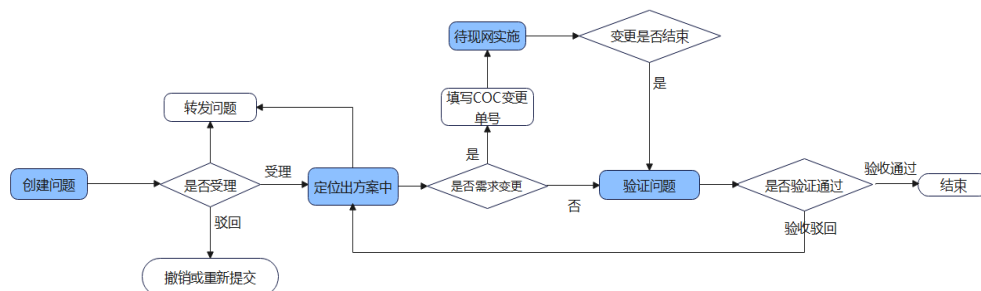 待现网实施
变更是否结束
是
填写COC变更
单号
转发问题
是
受理
创建问题
是否受理
定位出方案中
是否需求变更
否
验证问题
是否验证通过
验收通过
结束
驳回
验收驳回
撤销或重新提交